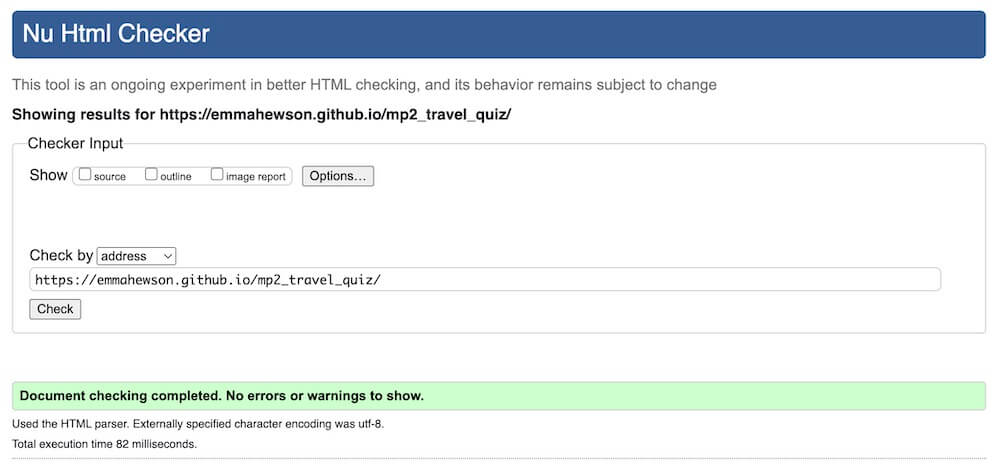 Nu Html Checker
This tool is an ongoing experiment in better HTML checking, and its behavior remains subject to change
Showing results for https://emmahewson.github.io/mp2_travel_quiz/
Checker Input
Show source outline image report Options...
Check by address
https://emmahewson.github.io/mp2_travel_quiz/
Check
Document checking completed. No errors or warnings to show.
Used the HTML parser. Externally specified character encoding was utf-8.
Total execution time 82 milliseconds.